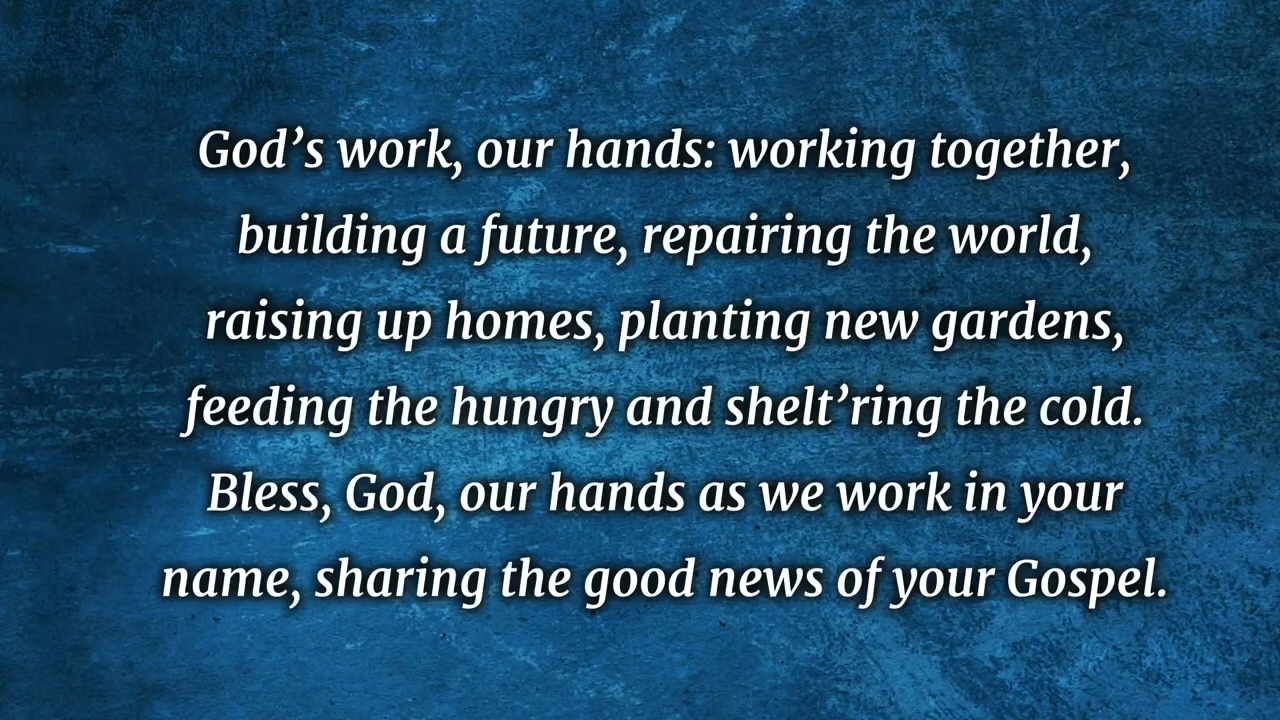 God’s work, our hands: working together,
building a future, repairing the world,
raising up homes, planting new gardens,
feeding the hungry and shelt’ring the cold.
Bless, God, our hands as we work in your
name, sharing the good news of your Gospel.